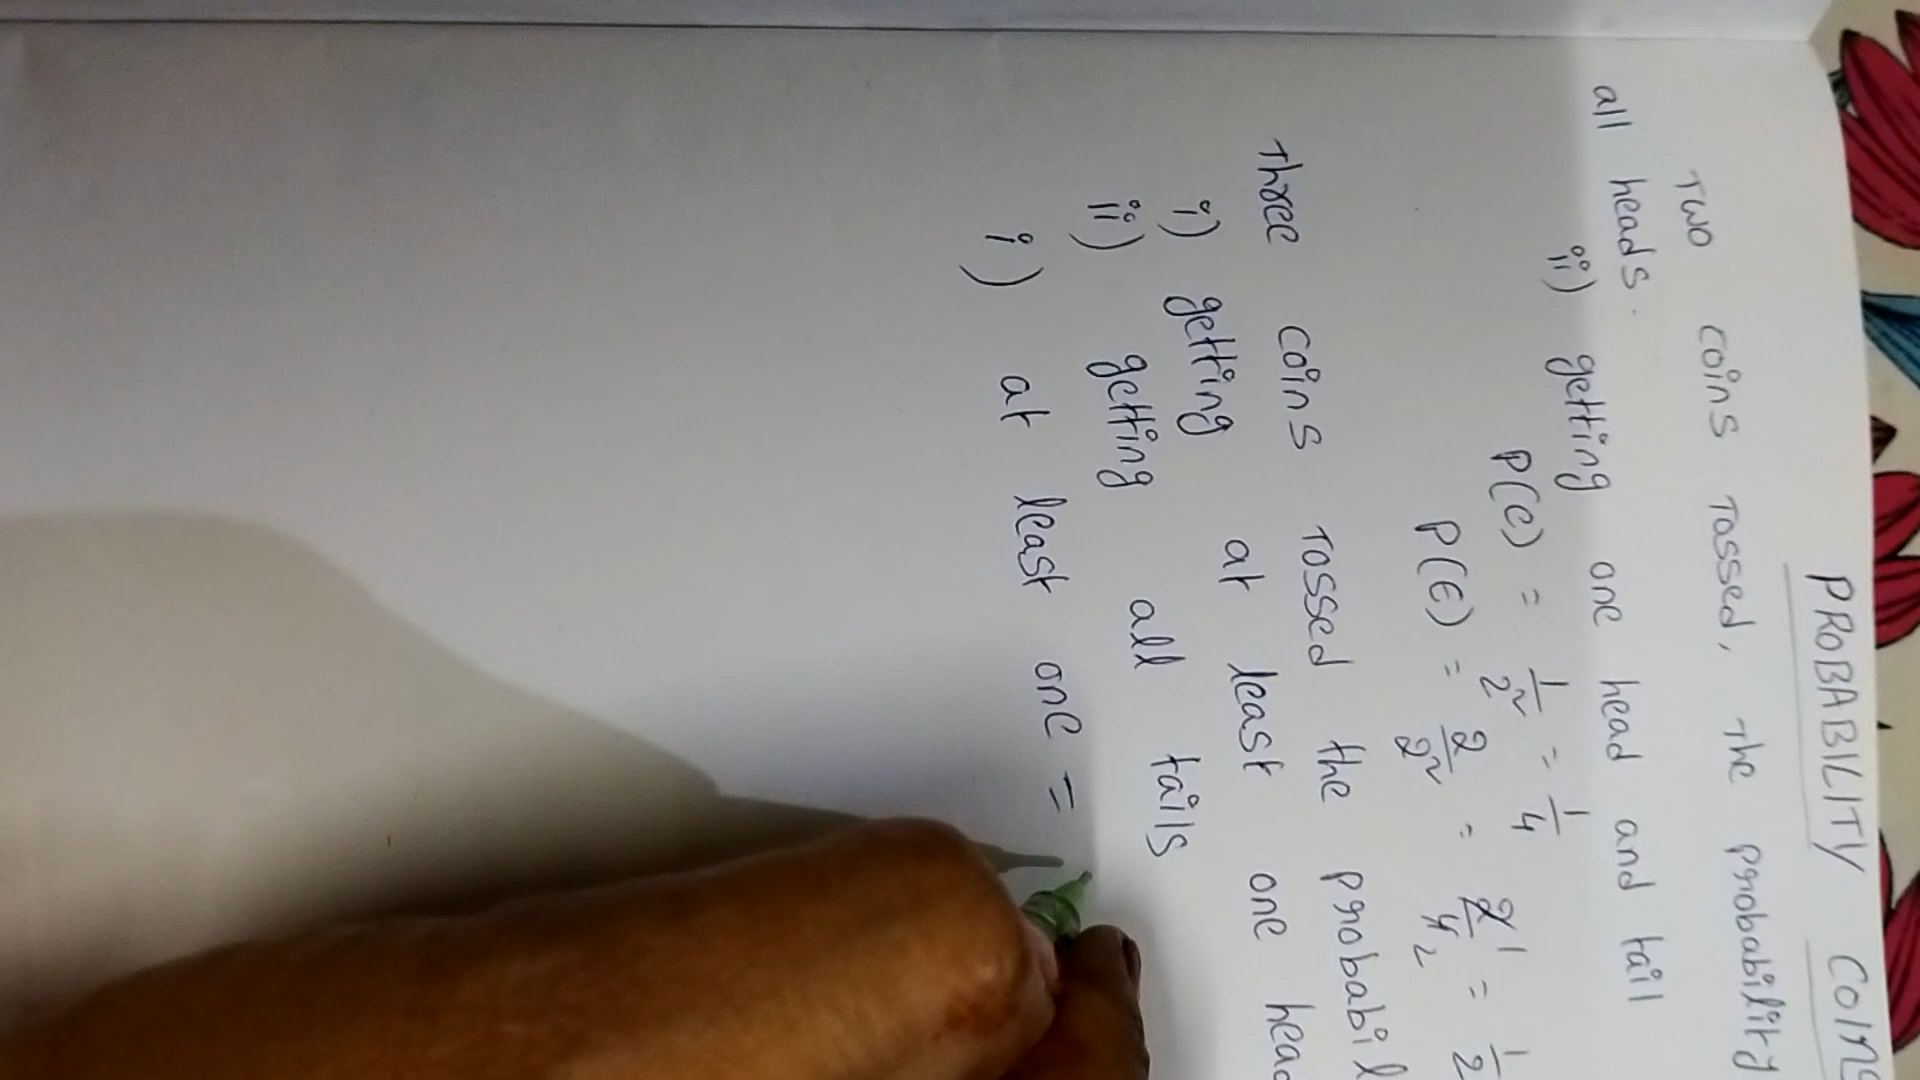 PROBABILITY COINS
Two coins Tossed, The probability
all heads.
ii) getting one head and tail
P(e) = 1/2² = 1/4
P(E) = 2/2² = 2/4 = 1/2
Three coins Tossed the probabil
i) getting at least one head
ii) getting all tails
i) at least one =